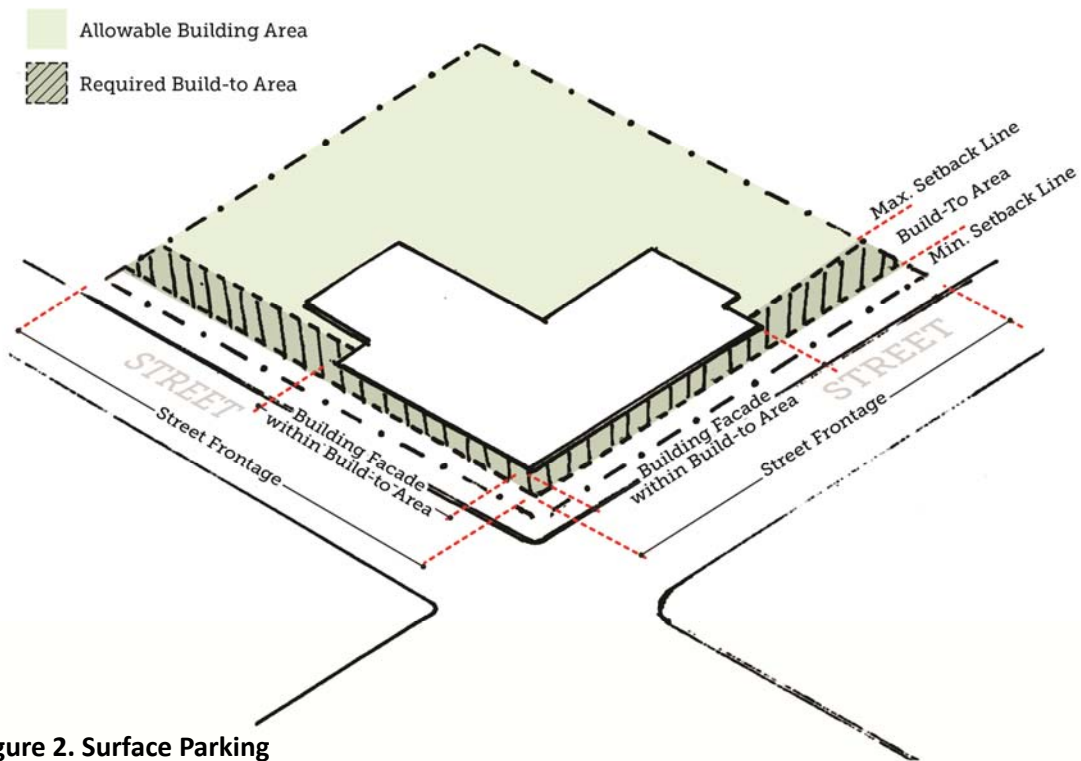 Allowable Building Area
Required Build-to Area
Max. Setback Line
Build-To Area
Min. Setback Line
STREET
STREET
Building Facade
within Build-to Area
Street Frontage
Building Facade
within Build-to Area
Street Frontage
gure 2. Surface Parking